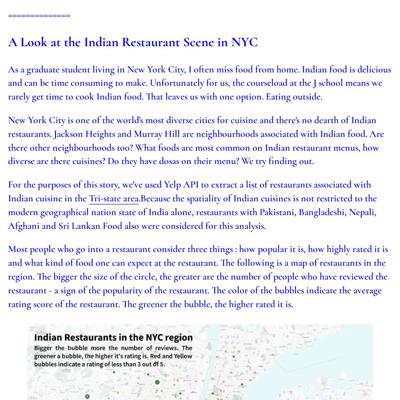 ==============
A Look at the Indian Restaurant Scene in NYC
As a graduate student living in New York City, I often miss food from home. Indian food is delicious
and can be time consuming to make. Unfortunately for us, the courseload at the J school means we
rarely get time to cook Indian food. That leaves us with one option. Eating outside.
New York City is one of the world's most diverse cities for cuisine and there's no dearth of Indian
restaurants. Jackson Heights and Murray Hill are neighbourhoods associated with Indian food. Are
there other neighbourhoods too? What foods are most common on Indian restaurant menus, how
diverse are there cuisines? Do they have dosas on their menu? We try finding out.
For the purposes of this story, we've used Yelp API to extract a list of restaurants associated with
Indian cuisine in the Tri-state area.Because the spatiality of Indian cuisines is not restricted to the
modern geographical nation state of India alone, restaurants with Pakistani, Bangladeshi, Nepali,
Afghani and Sri Lankan Food also were considered for this analysis.
Most people who go into a restaurant consider three things : how popular it is, how highly rated it is
and what kind of food one can expect at the restaurant. The following is a map of restaurants in the
region. The bigger the size of the circle, the greater are the number of people who have reviewed the
restaurant - a sign of the popularity of the restaurant. The color of the bubbles indicate the average
rating score of the restaurant. The greener the bubble, the higher rated it is.
Indian Restaurants in the NYC region
Bigger the bubble more the number of reviews. The
greener a bubble, the higher it's rating is. Red and Yellow
bubbles indicate a rating of less than 3 out df 5.